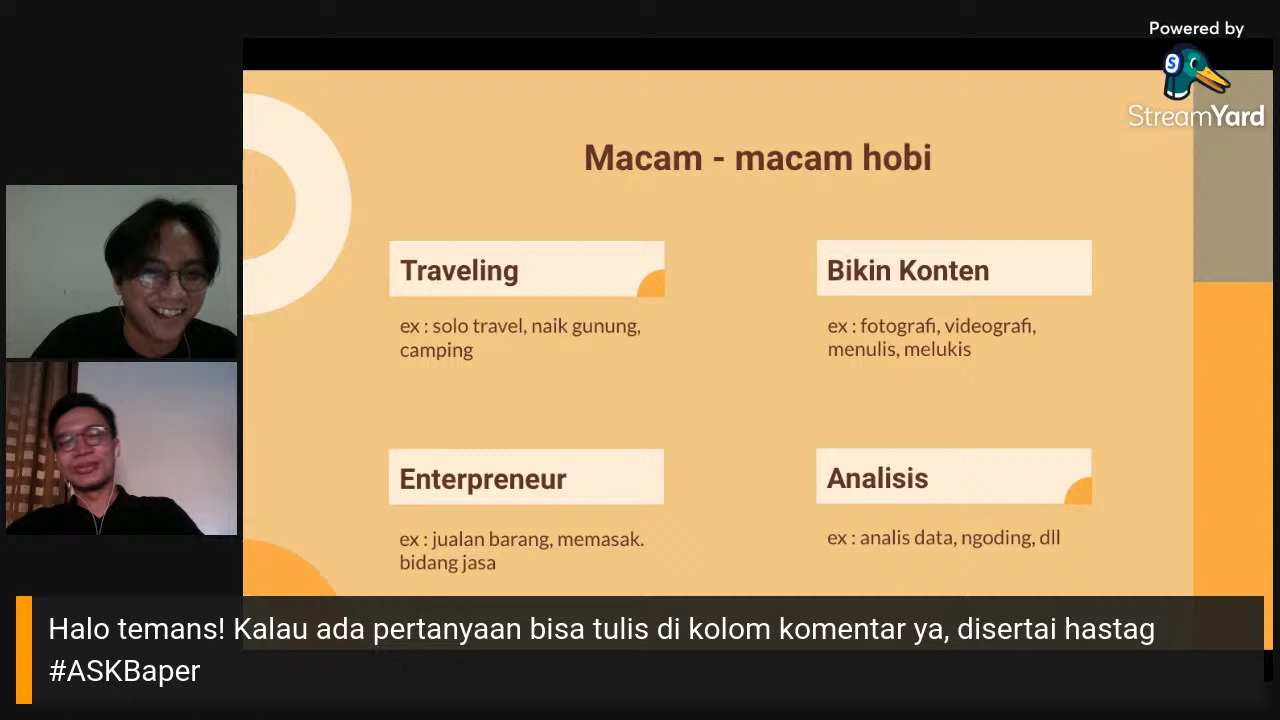 Powered by
S
StreamYard
Macam - macam hobi
Traveling
ex : solo travel, naik gunung,
camping
Bikin Konten
ex : fotografi, videografi,
menulis, melukis
Enterpreneur
ex : jualan barang, memasak.
bidang jasa
Analisis
ex : analis data, ngoding, dll
Halo temans! Kalau ada pertanyaan bisa tulis di kolom komentar ya, disertai hastag
#ASKBaper